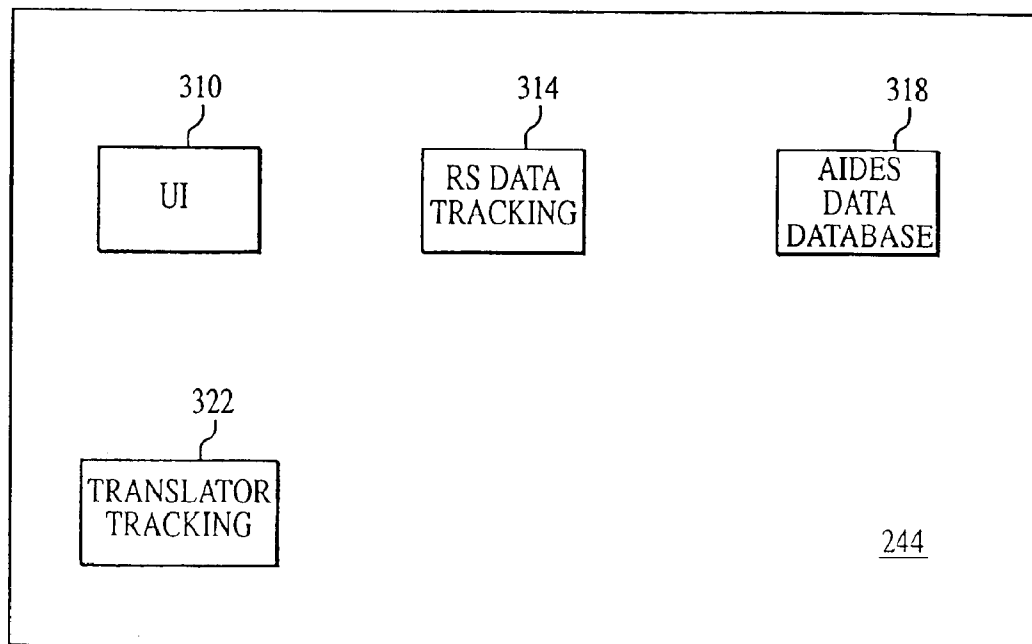 310
314
318
UI
RS DATA
TRACKING
AIDES
DATA
DATABASE
322
TRANSLATOR
TRACKING
244